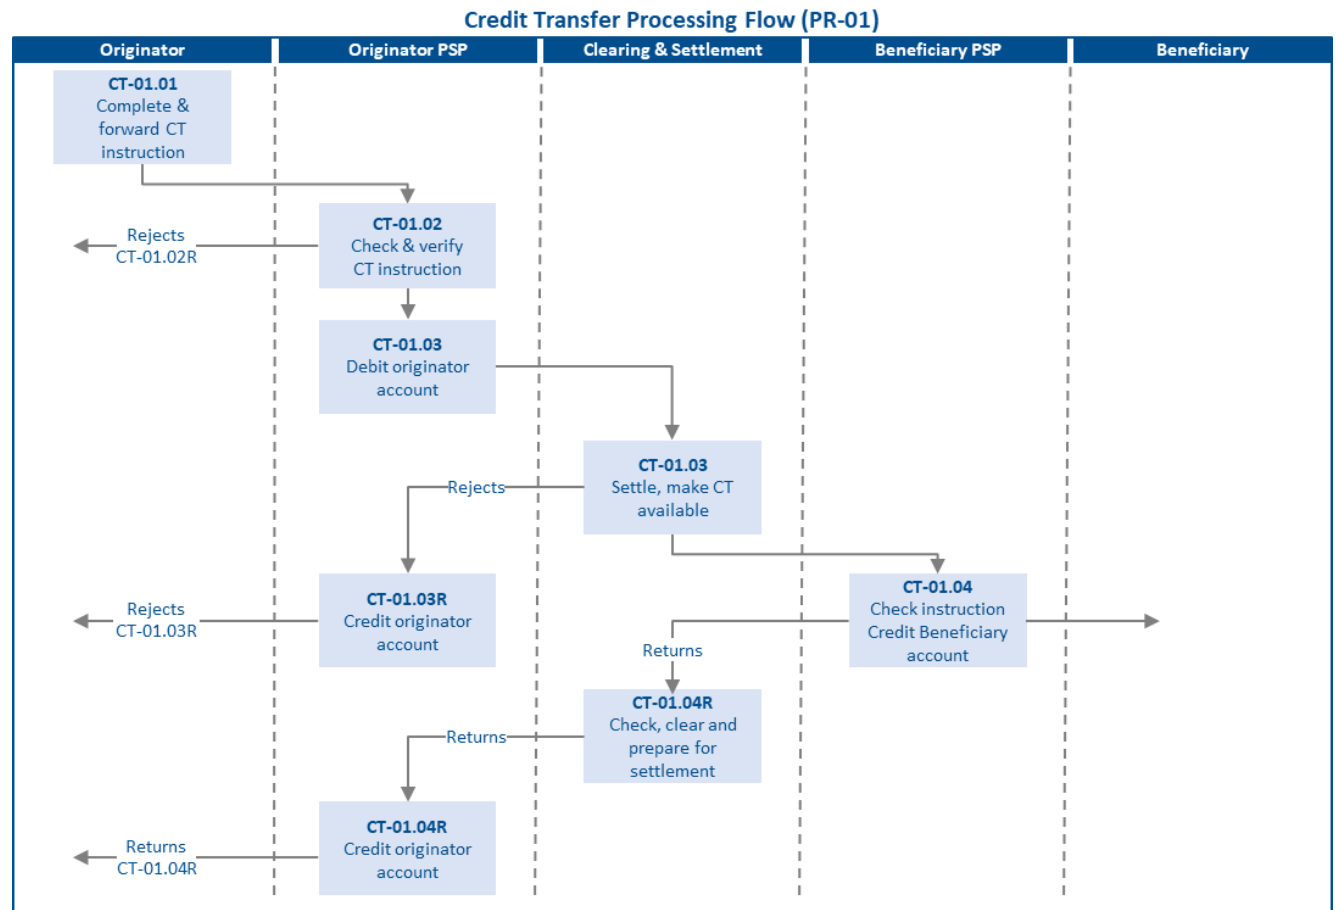 Credit Transfer Processing Flow (PR-01)
Originator
Originator PSP
Clearing & Settlement
Beneficiary PSP
Beneficiary
CT-01.01
Complete &
forward CT
instruction
CT-01.02
Check & verify
CT instruction
Rejects
CT-01.02R
CT-01.03
Debit originator
account
CT-01.03
Settle, make CT
available
Rejects
CT-01.03R
Credit originator
account
Rejects
CT-01.03R
CT-01.04
Check instruction
Credit Beneficiary
account
Returns
CT-01.04R
Check, clear and
prepare for
settlement
Returns
CT-01.04R
Credit originator
account
Returns
CT-01.04R